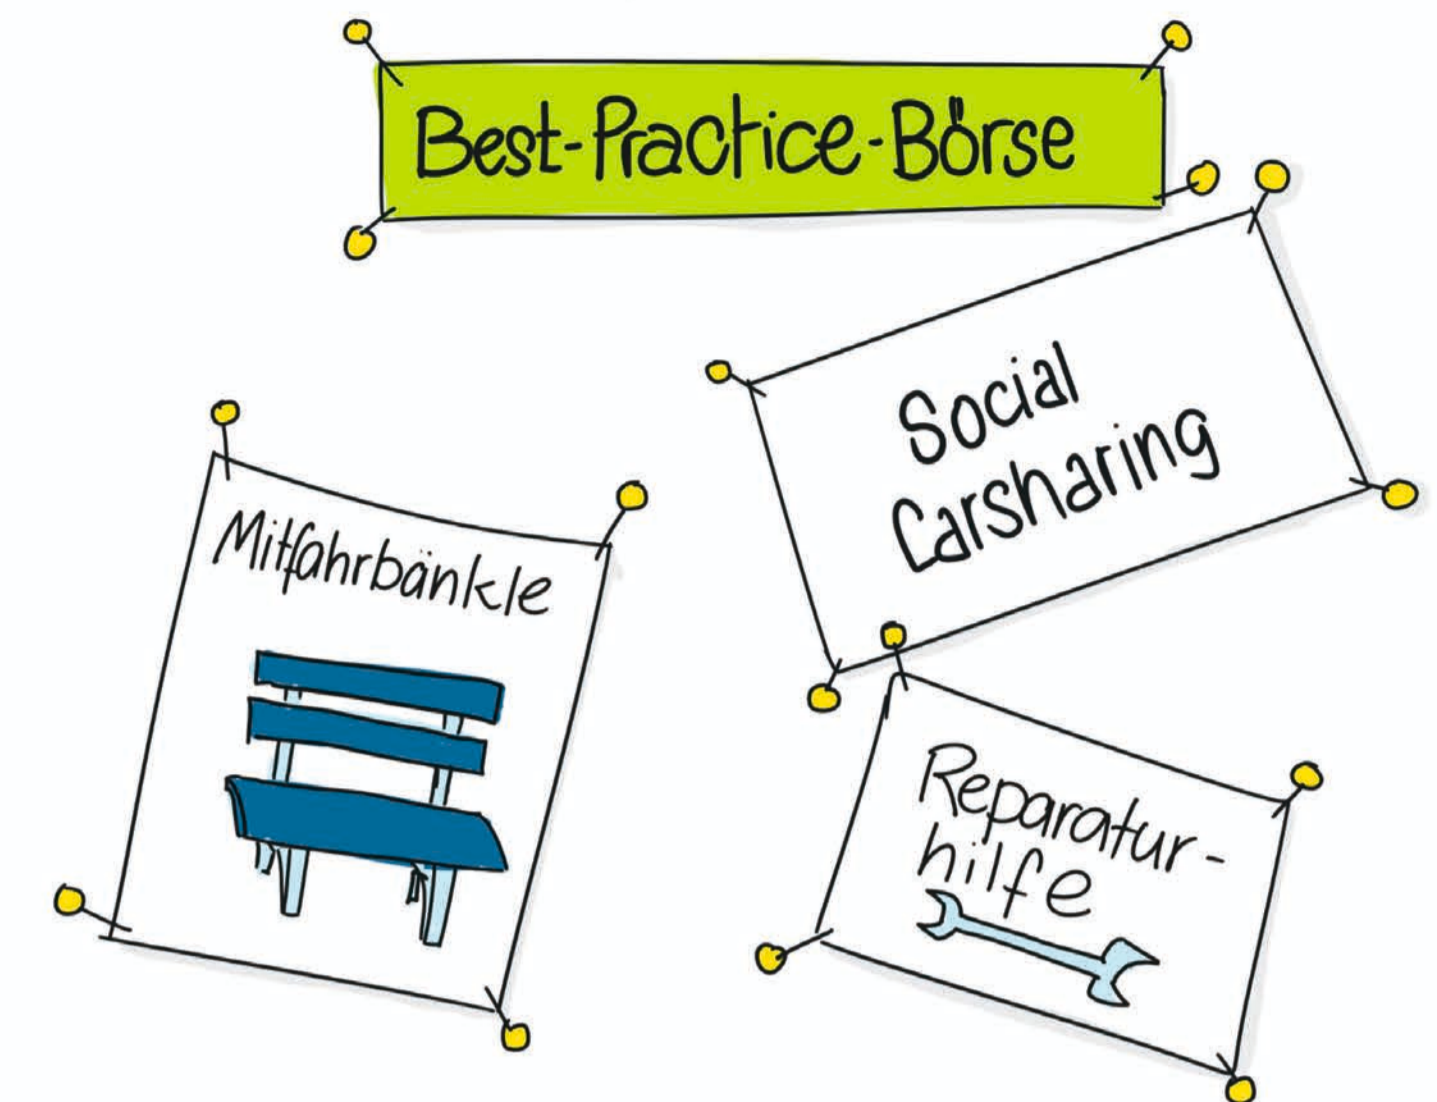 Best-Practice-Börse
Social
Carsharing
Mitfahrbänkle
Reparatur-
hilfe